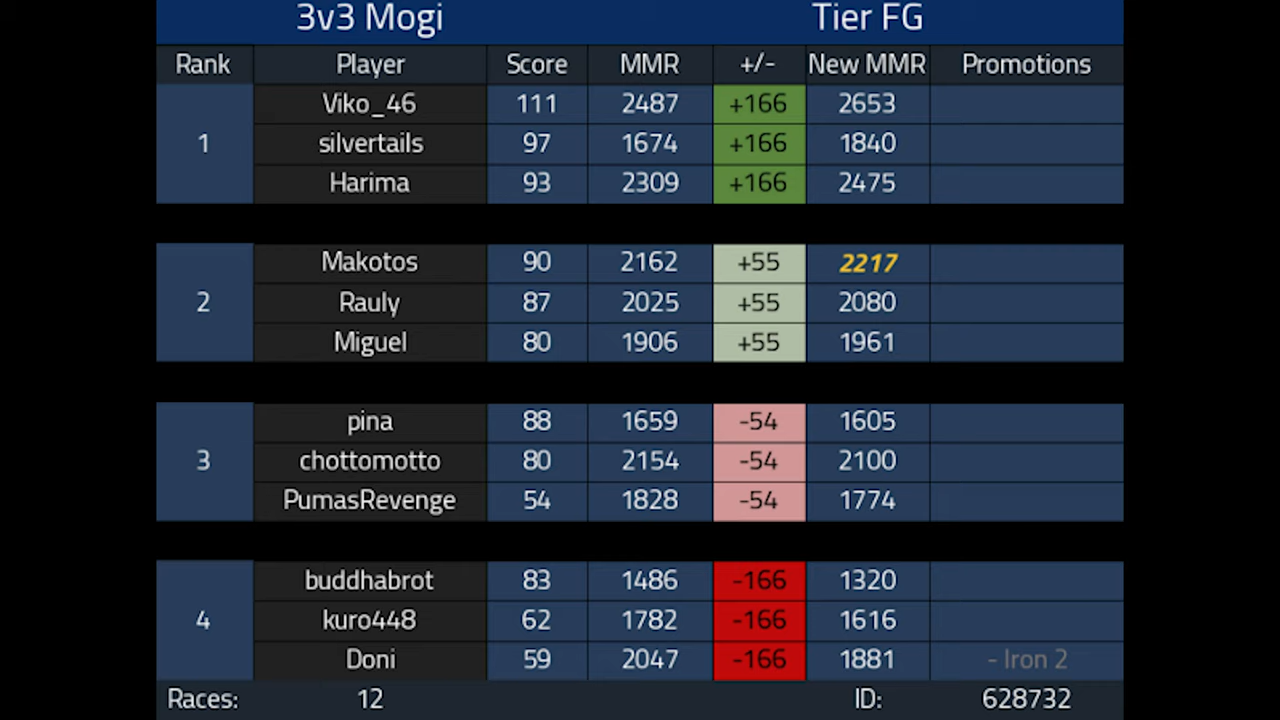 3v3 Mogi Tier FG
Rank Player Score MMR +/- New MMR Promotions
1
Viko_46 111 2487 +166 2653
silvertails 97 1674 +166 1840
Harima 93 2309 +166 2475
2
Makotos 90 2162 +55 2217
Rauly 87 2025 +55 2080
Miguel 80 1906 +55 1961
3
pina 88 1659 -54 1605
chottomotto 80 2154 -54 2100
PumasRevenge 54 1828 -54 1774
4
buddhabrot 83 1486 -166 1320
kuro448 62 1782 -166 1616
Doni 59 2047 -166 1881 - Iron 2
Races: 12 ID: 628732